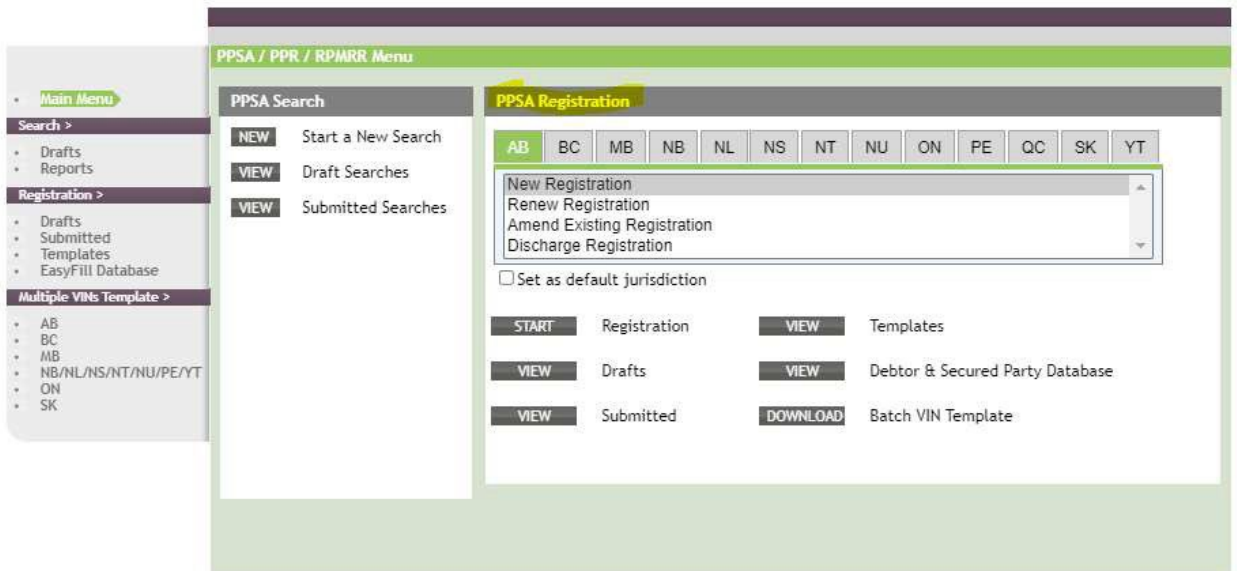 PPSA / PPR / RPMRR Menu
Main Menu
Search >
Drafts
Reports
Registration >
Drafts
Submitted
Templates
EasyFill Database
Multiple VINs Template >
AB
BC
MB
NB/NL/NS/NT/NU/PE/YT
ON
SK
PPSA Search
NEW Start a New Search
VIEW Draft Searches
VIEW Submitted Searches
PPSA Registration
AB BC MB NB NL NS NT NU ON PE QC SK YT
New Registration
Renew Registration
Amend Existing Registration
Discharge Registration
Set as default jurisdiction
START Registration VIEW Templates
VIEW Drafts VIEW Debtor & Secured Party Database
VIEW Submitted DOWNLOAD Batch VIN Template